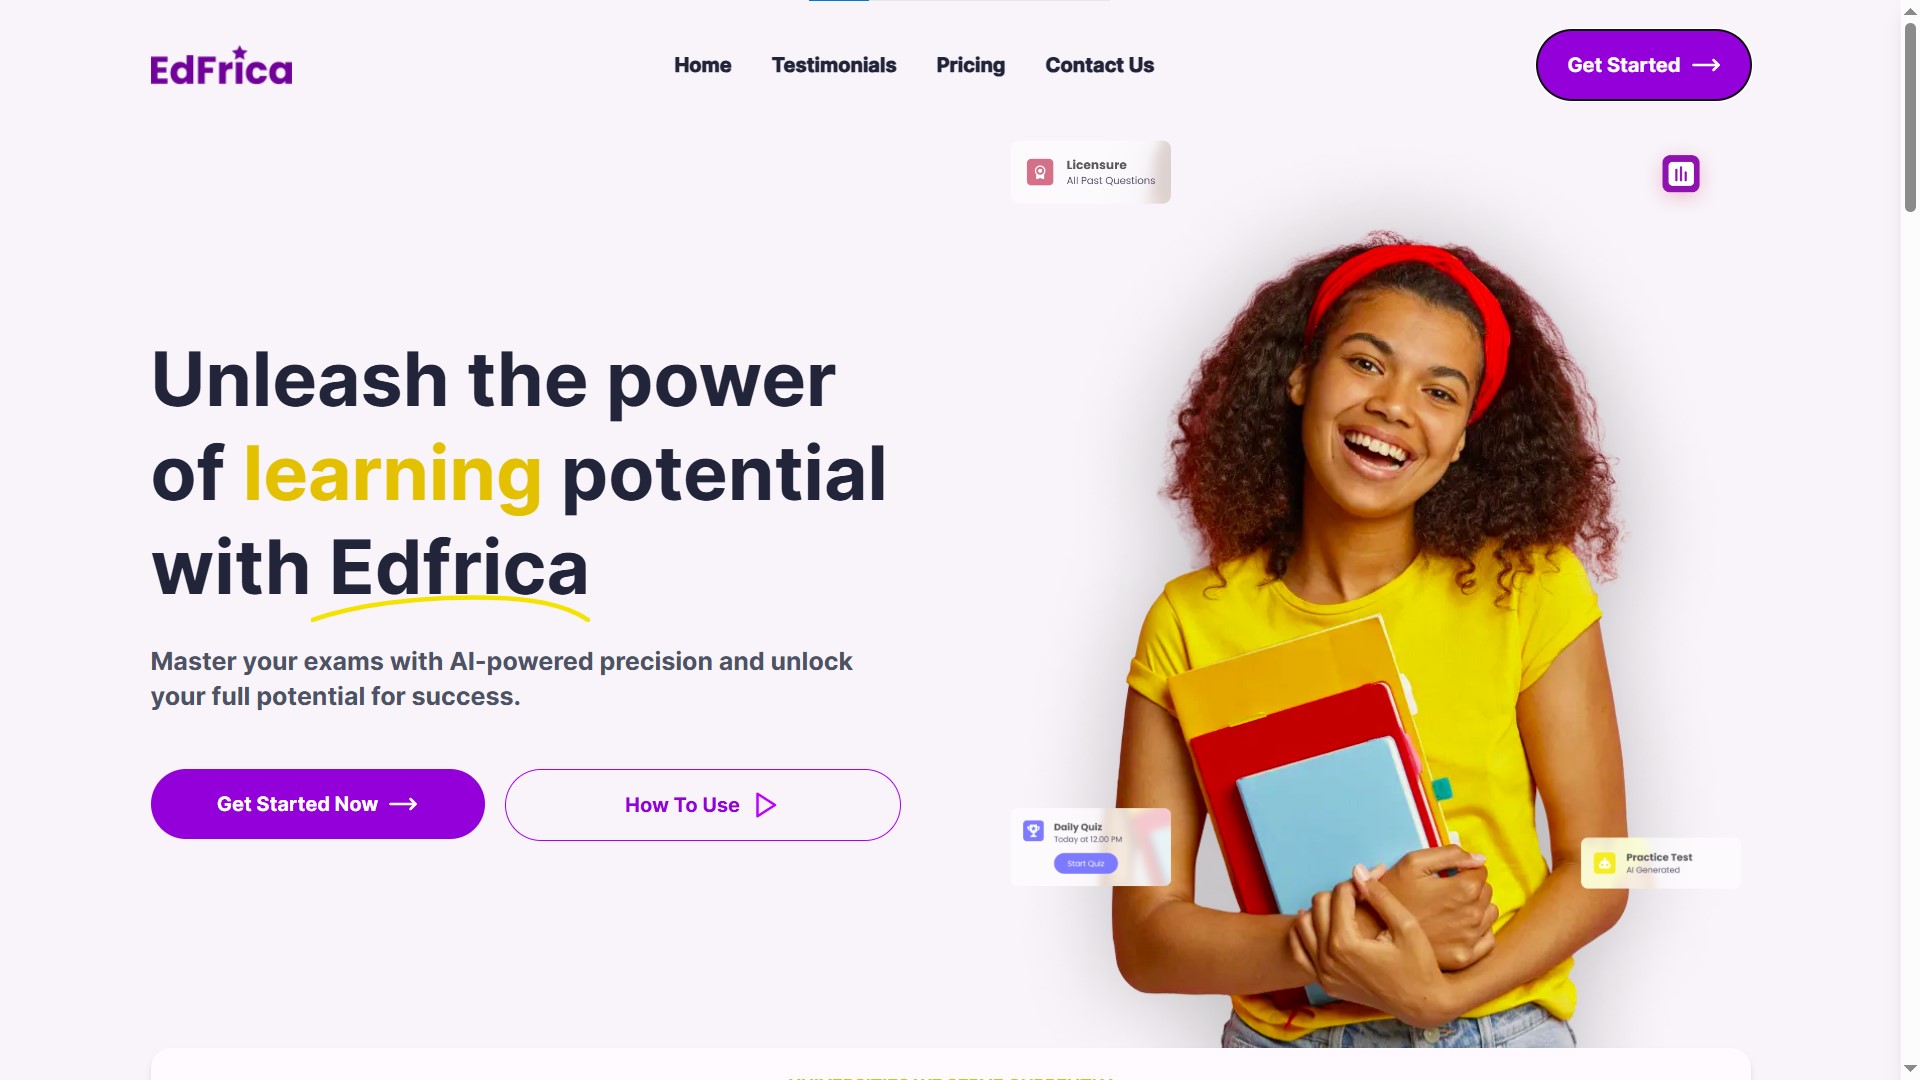 EdFrica
Home
Testimonials
Pricing
Contact Us
Get Started
Licensure
All Past Questions
Unleash the power
of learning potential
with Edfrica
Master your exams with AI-powered precision and unlock
your full potential for success.
Get Started Now
How To Use
Daily Quiz
Today at 12.00 PM
Start Quiz
Practice Test
AI Generated